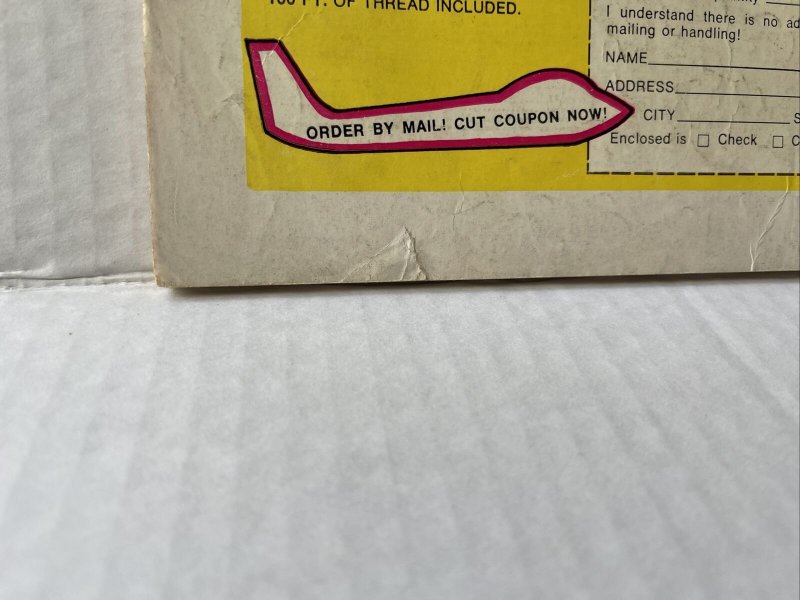 OF THREAD INCLUDED.
ORDER BY MAIL! CUT COUPON NOW!
I understand there is no
mailing or handling!
NAME
ADDRESS
CITY
Enclosed is □ Check □